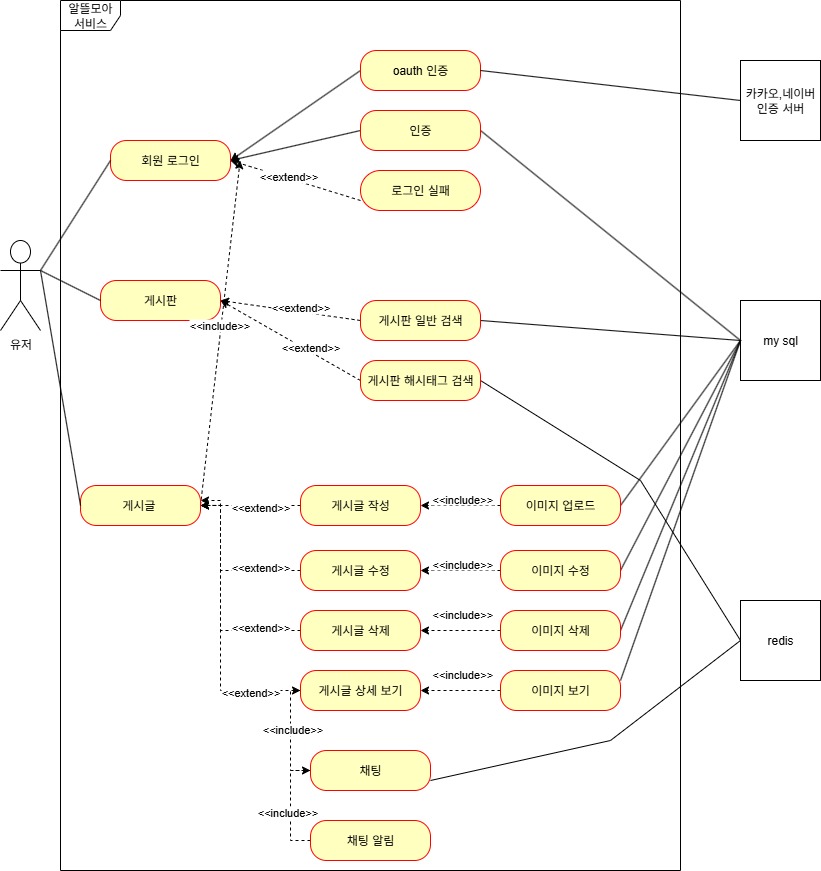 알뜰모아
서비스
oauth 인증
카카오,네이버
인증 서버
인증
회원 로그인
<<extend>>
로그인 실패
유저
게시판
<<extend>>
게시판 일반 검색
<<include>>
my sql
<<extend>>
게시판 해시태그 검색
게시글
<<extend>>
게시글 작성
<<include>>
이미지 업로드
<<extend>>
게시글 수정
<<include>>
이미지 수정
<<extend>>
게시글 삭제
<<include>>
이미지 삭제
redis
<<extend>>
게시글 상세 보기
<<include>>
이미지 보기
<<include>>
채팅
<<include>>
채팅 알림